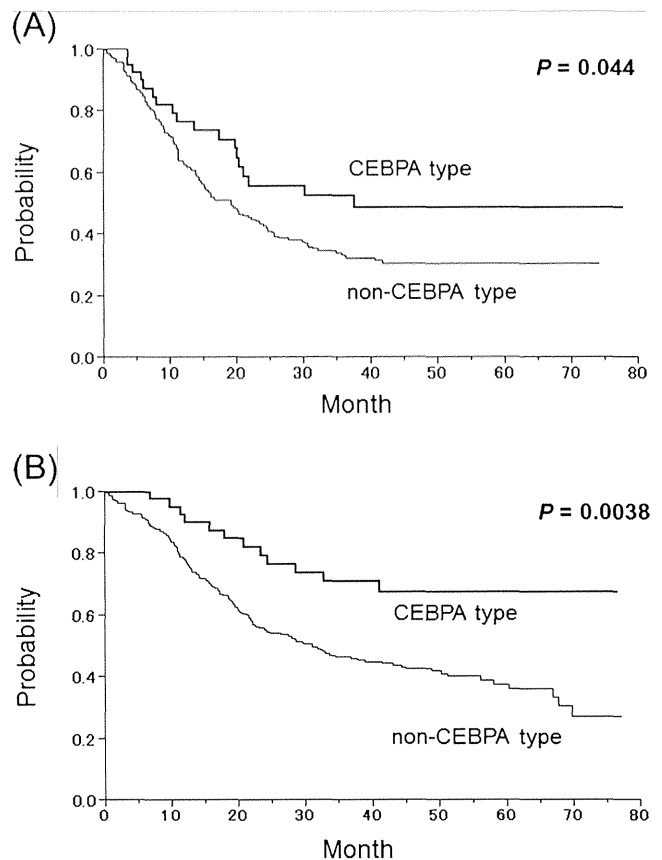 (A)
1.0
0.8
0.6
0.4
0.2
0.0
Probability
P = 0.044
CEBPA type
non-CEBPA type
0 10 20 30 40 50 60 70 80
Month
(B)
1.0
0.8
0.6
0.4
0.2
0.0
Probability
P = 0.0038
CEBPA type
non-CEBPA type
0 10 20 30 40 50 60 70 80
Month